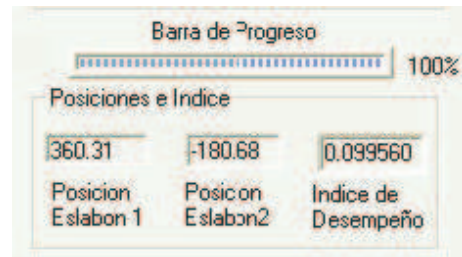 Barra de Progreso
100%
Posiciones e Indice
360.31 -180.68 0.099560
Posicion Posicon Indice de
Eslabon 1 Eslabon2 Desempeño